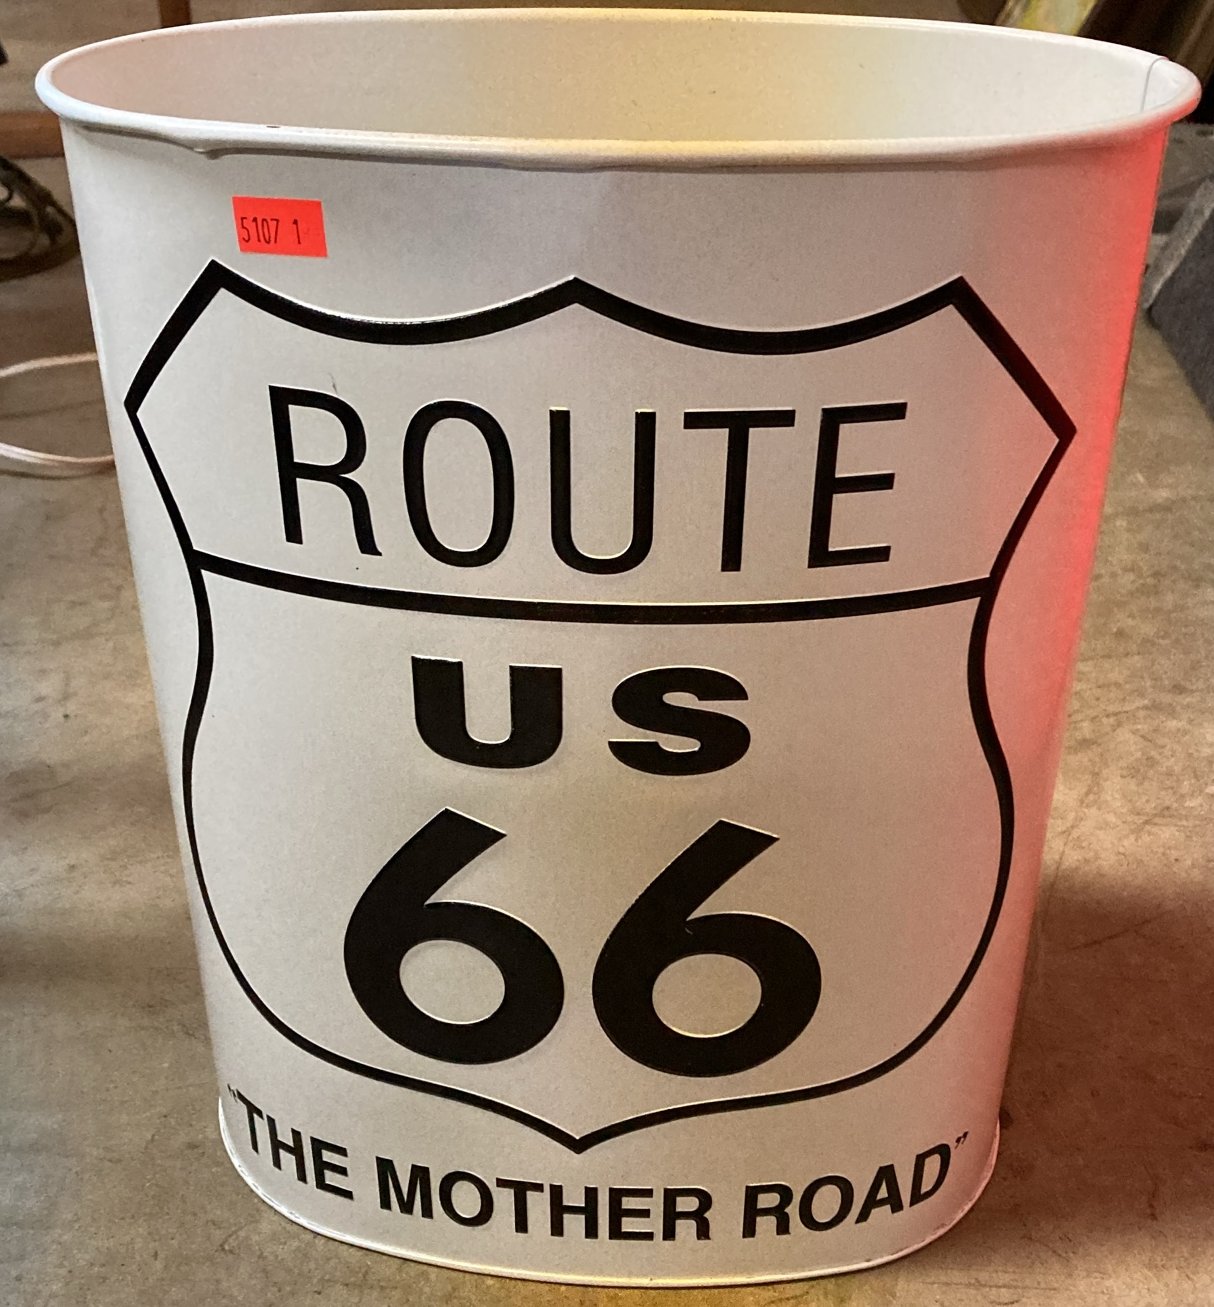 5107 1
ROUTE
US
66
"THE MOTHER ROAD"